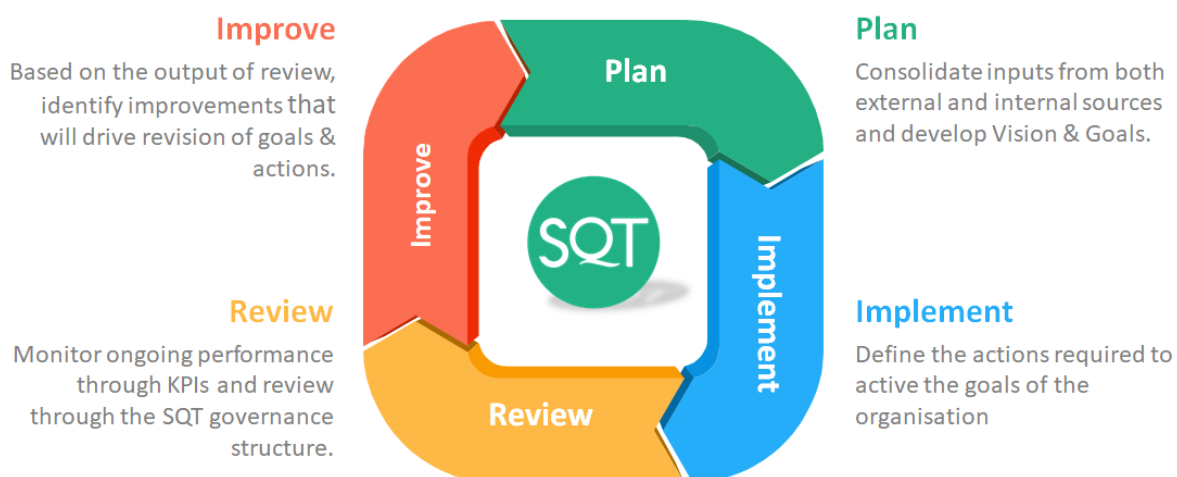 Improve
Based on the output of review,
identify improvements that
will drive revision of goals &
actions.
Plan
Plan
Consolidate inputs from both
external and internal sources
and develop Vision & Goals.
Improve
SQT
Implement
Review
Monitor ongoing performance
through KPIs and review
through the SQT governance
structure.
Review
Implement
Define the actions required to
active the goals of the
organisation